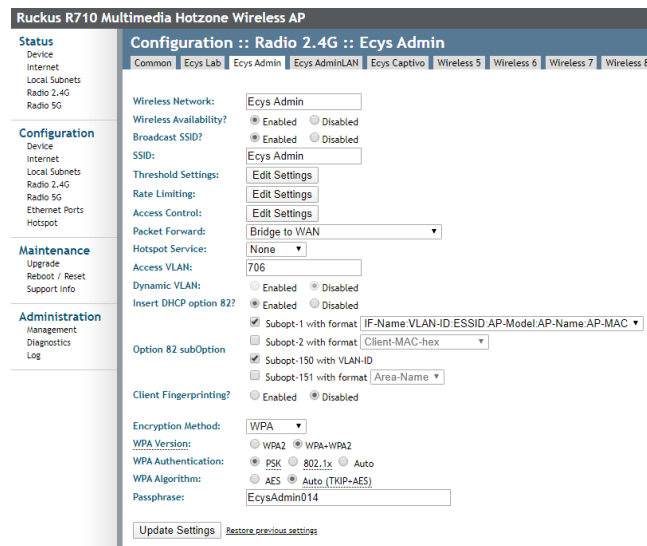 Ruckus R710 Multimedia Hotzone Wireless AP
Status
Device
Internet
Local Subnets
Radio 2.4G
Radio 5G
Configuration
Device
Internet
Local Subnets
Radio 2.4G
Radio 5G
Ethernet Ports
Hotspot
Maintenance
Upgrade
Reboot / Reset
Support Info
Administration
Management
Diagnostics
Log
Configuration :: Radio 2.4G :: Ecys Admin
Common Ecys Lab Ecys Admin Ecys AdminLAN Ecys Captivo Wireless 5 Wireless 6 Wireless 7 Wireless 8
Wireless Network: Ecys Admin
Wireless Availability? Enabled Disabled
Broadcast SSID? Enabled Disabled
SSID: Ecys Admin
Threshold Settings: Edit Settings
Rate Limiting: Edit Settings
Access Control: Edit Settings
Packet Forward: Bridge to WAN
Hotspot Service: None
Access VLAN: 706
Dynamic VLAN: Enabled Disabled
Insert DHCP option 82? Enabled Disabled
Subopt-1 with format IF-Name:VLAN-ID:ESSID:AP-Model:AP-Name:AP-MAC
Subopt-2 with format Client-MAC-hex
Option 82 subOption
Subopt-150 with VLAN-ID
Subopt-151 with format Area-Name
Client Fingerprinting? Enabled Disabled
Encryption Method: WPA
WPA Version: WPA2 WPA+WPA2
WPA Authentication: PSK 802.1x Auto
WPA Algorithm: AES Auto (TKIP+AES)
Passphrase: EcysAdmin014
Update Settings Restore previous settings